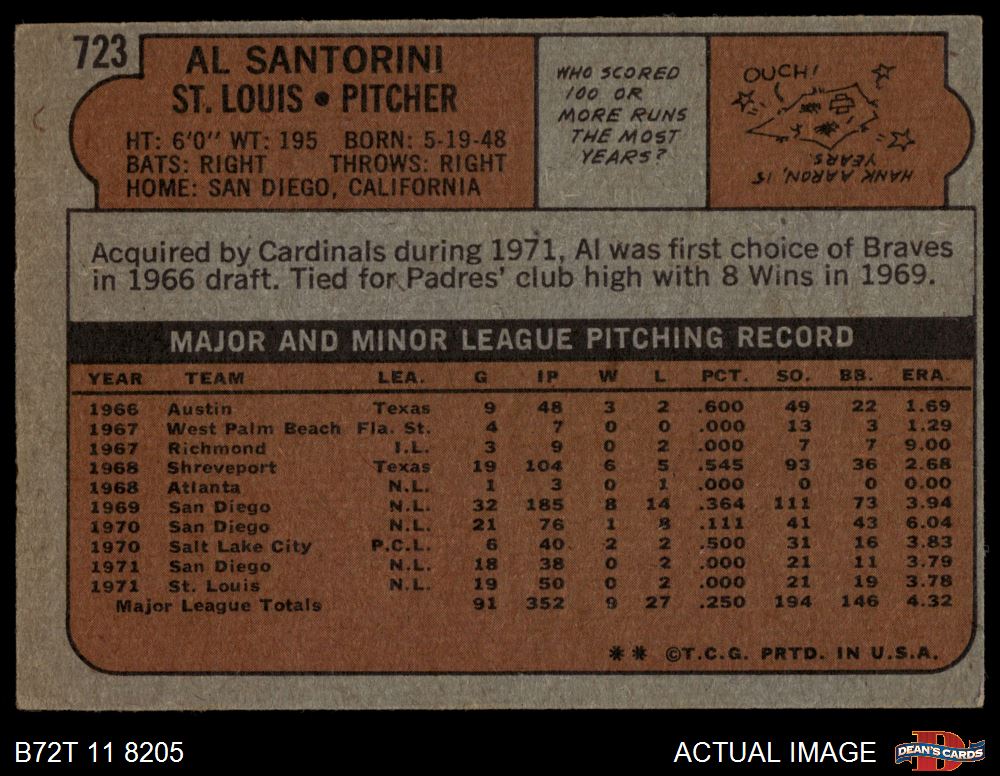 723
AL SANTORINI
ST. LOUIS • PITCHER
HT: 6'0" WT: 195 BORN: 5-19-48
BATS: RIGHT THROWS: RIGHT
HOME: SAN DIEGO, CALIFORNIA
WHO SCORED
100 OR
MORE RUNS
THE MOST
YEARS?
OUCH!
HANK AARON, 15
YEARS.
Acquired by Cardinals during 1971, Al was first choice of Braves
in 1966 draft. Tied for Padres' club high with 8 Wins in 1969.
MAJOR AND MINOR LEAGUE PITCHING RECORD
YEAR TEAM LEA. G IP W L PCT. SO. BB. ERA.
1966 Austin Texas 9 48 3 2 .600 49 22 1.69
1967 West Palm Beach Fla. St. 4 7 0 0 .000 13 3 1.29
1967 Richmond I.L. 3 9 0 2 .000 7 7 9.00
1968 Shreveport Texas 19 104 6 5 .545 93 36 2.68
1968 Atlanta N.L. 1 3 0 1 .000 0 0 0.00
1969 San Diego N.L. 32 185 8 14 .364 111 73 3.94
1970 San Diego N.L. 21 76 1 8 .111 41 43 6.04
1970 Salt Lake City P.C.L. 6 40 2 2 .500 31 16 3.83
1971 San Diego N.L. 18 38 0 2 .000 21 11 3.79
1971 St. Louis N.L. 19 50 0 2 .000 21 19 3.78
Major League Totals 91 352 9 27 .250 194 146 4.32
** ©T.C.G. PRTD. IN U.S.A.
B72T 11 8205
ACTUAL IMAGE
DEAN'S CARDS